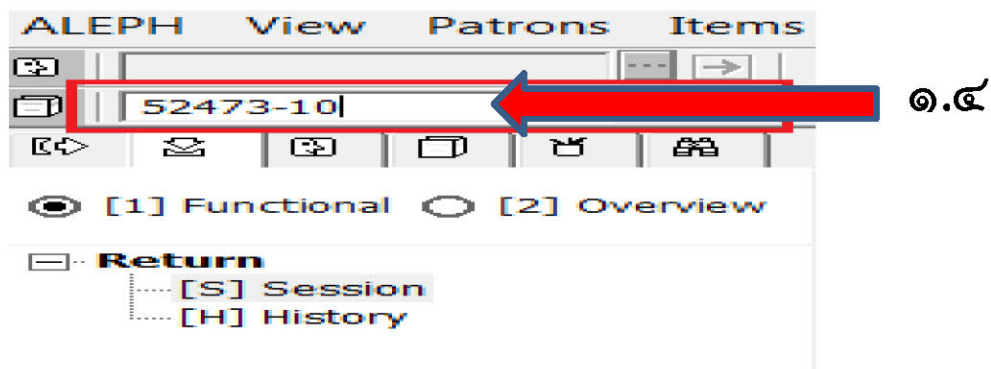 ALEPH View Patrons Items
52473-10
๑.๔
[1] Functional [2] Overview
Return
[S] Session
[H] History